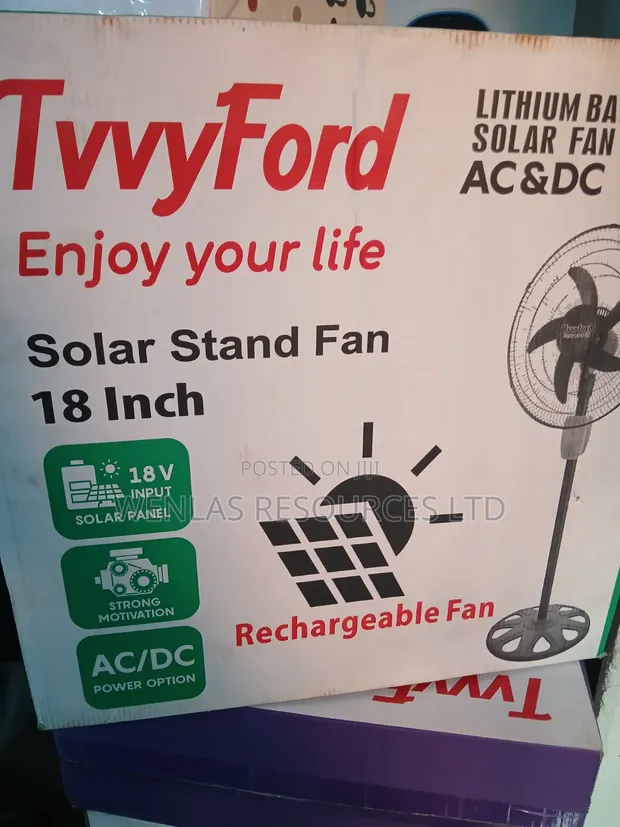 TvvyFord
Enjoy your life
LITHIUM BA
SOLAR FAN
AC&DC
Solar Stand Fan
18 Inch
18V
INPUT
SOLAR PANEL
STRONG
MOTIVATION
AC/DC
POWER OPTION
Rechargeable Fan
TvvyFord
POSTED ON JIJI
WENLAS RESOURCES LTD
TvvyF